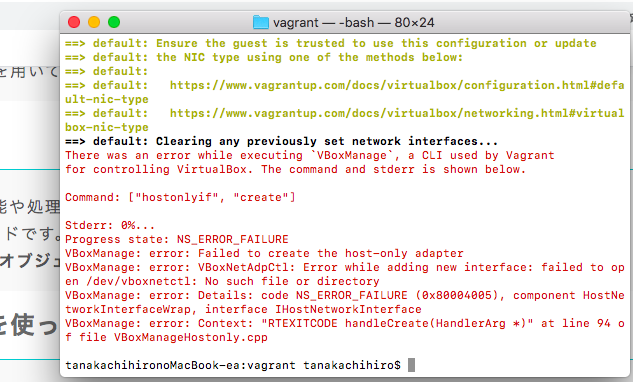 vagrant — -bash — 80×24
==> default: Ensure the guest is trusted to use this configuration or update
==> default: the NIC type using one of the methods below:
==> default:
==> default:   https://www.vagrantup.com/docs/virtualbox/configuration.html#defa
ult-nic-type
==> default:   https://www.vagrantup.com/docs/virtualbox/networking.html#virtual
box-nic-type
==> default: Clearing any previously set network interfaces...
There was an error while executing `VBoxManage`, a CLI used by Vagrant
for controlling VirtualBox. The command and stderr is shown below.
Command: ["hostonlyif", "create"]
Stderr: 0%...
Progress state: NS_ERROR_FAILURE
VBoxManage: error: Failed to create the host-only adapter
VBoxManage: error: VBoxNetAdpCtl: Error while adding new interface: failed to op
en /dev/vboxnetctl: No such file or directory
VBoxManage: error: Details: code NS_ERROR_FAILURE (0x80004005), component HostNe
tworkInterfaceWrap, interface IHostNetworkInterface
VBoxManage: error: Context: "RTEXITCODE handleCreate(HandlerArg *)" at line 94 o
f file VBoxManageHostonly.cpp
tanakachihironoMacBook-ea:vagrant tanakachihiro$
を用いて
能や処理
ドです。
オブジェ
を使っ